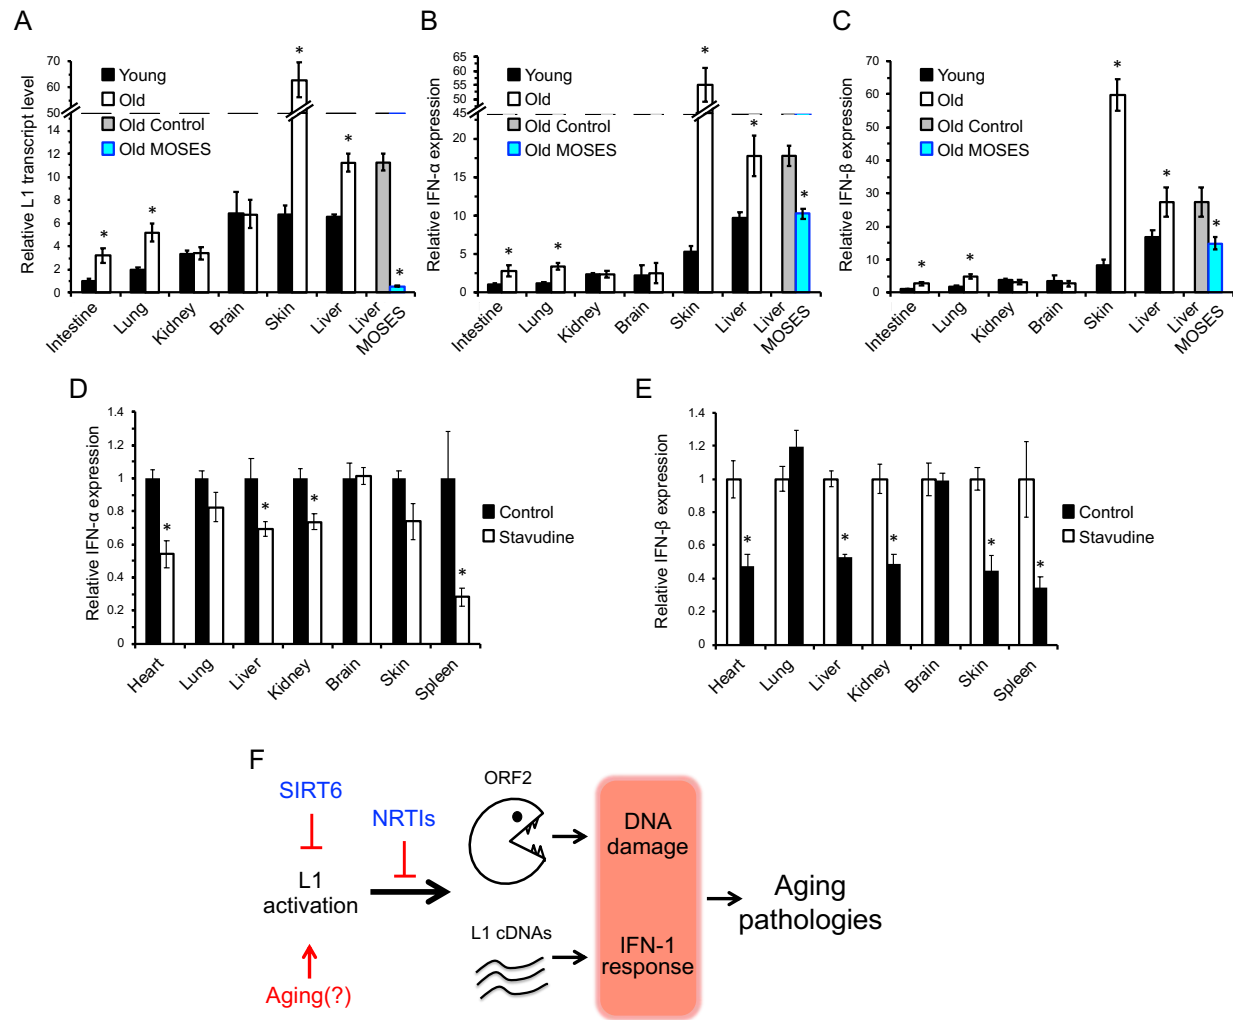 A
Relative L1 transcript level
70
60
50
14
12
10
8
6
4
2
0
Young
Old
Old Control
Old MOSES
*
*
*
*
*
Intestine
Lung
Kidney
Brain
Skin
Liver
Liver
MOSES
B
Relative IFN-α expression
65
60
55
50
45
20
15
10
5
0
Young
Old
Old Control
Old MOSES
*
*
*
*
*
Intestine
Lung
Kidney
Brain
Skin
Liver
Liver
MOSES
C
Relative IFN-β expression
70
60
50
40
30
20
10
0
Young
Old
Old Control
Old MOSES
*
*
*
*
*
Intestine
Lung
Kidney
Brain
Skin
Liver
Liver
MOSES
D
Relative IFN-α expression
1.4
1.2
1
0.8
0.6
0.4
0.2
0
*
*
*
*
Control
Stavudine
Heart
Lung
Liver
Kidney
Brain
Skin
Spleen
E
Relative IFN-β expression
1.4
1.2
1
0.8
0.6
0.4
0.2
0
*
*
*
*
*
Control
Stavudine
Heart
Lung
Liver
Kidney
Brain
Skin
Spleen
F
SIRT6
NRTIs
L1
activation
Aging(?)
ORF2
L1 cDNAs
DNA
damage
IFN-1
response
Aging
pathologies